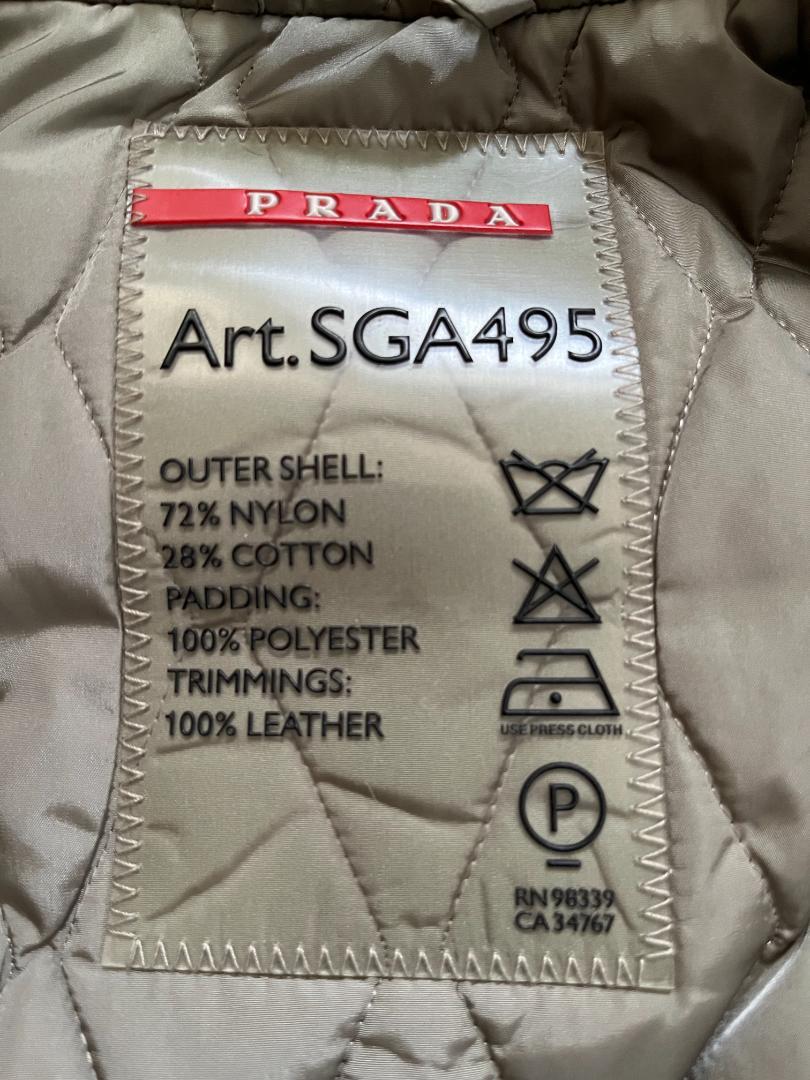 PRADA
Art.SGA495
OUTER SHELL:
72% NYLON
28% COTTON
PADDING:
100% POLYESTER
TRIMMINGS:
100% LEATHER
USE PRESS CLOTH
P
RN 98339
CA 34767